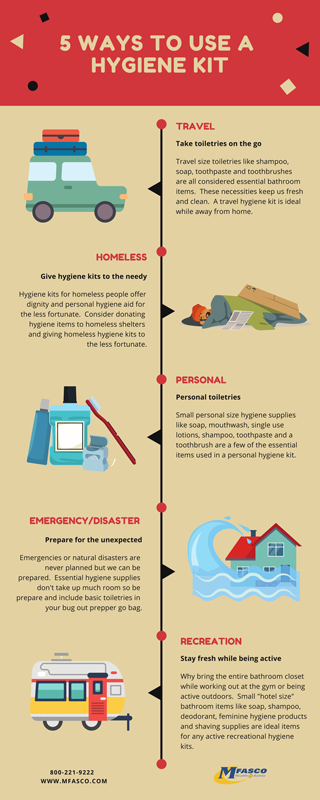 5 WAYS TO USE A
HYGIENE KIT
TRAVEL
Take toiletries on the go
Travel size toiletries like shampoo,
soap, toothpaste and toothbrushes
are all considered essential bathroom
items. These necessities keep us fresh
and clean. A travel hygiene kit is ideal
while away from home.
HOMELESS
Give hygiene kits to the needy
Hygiene kits for homeless people offer
dignity and personal hygiene aid for
the less fortunate. Consider donating
hygiene items to homeless shelters
and giving homeless hygiene kits to
the less fortunate.
PERSONAL
Personal toiletries
Small personal size hygiene supplies
like soap, mouthwash, single use
lotions, shampoo, toothpaste and a
toothbrush are a few of the essential
items used in a personal hygiene kit.
EMERGENCY/DISASTER
Prepare for the unexpected
Emergencies or natural disasters are
never planned but we can be
prepared. Essential hygiene supplies
don't take up much room so be
prepare and include basic toiletries in
your bug out prepper go bag.
RECREATION
Stay fresh while being active
Why bring the entire bathroom closet
while working out at the gym or being
active outdoors. Small "hotel size"
bathroom items like soap, shampoo,
deodorant, feminine hygiene products
and shaving supplies are ideal items
for any active recreational hygiene
kits.
800-221-9222
WWW.MFASCO.COM
MFASCO